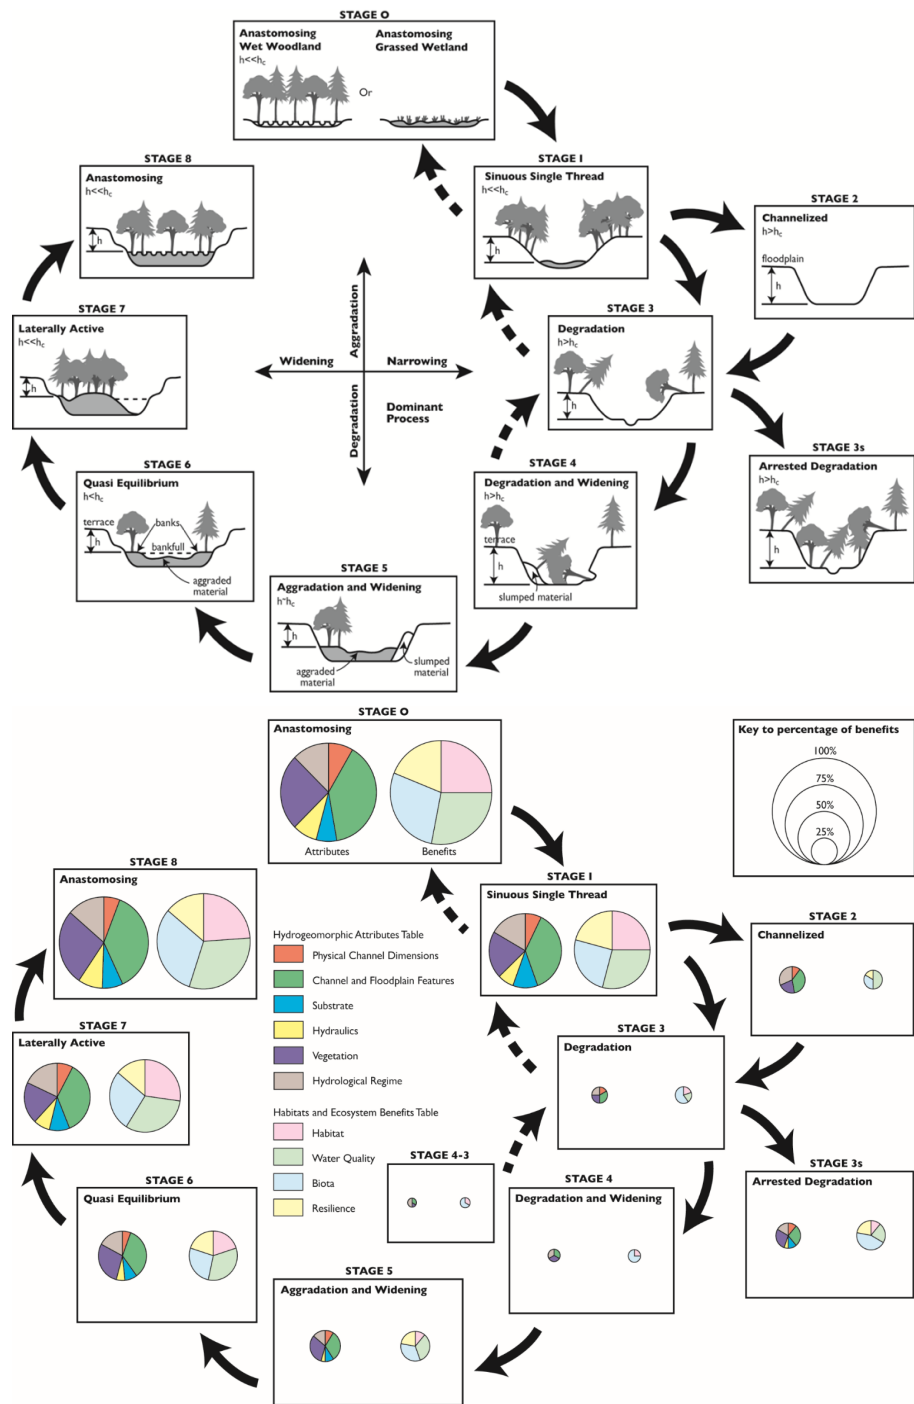 STAGE O
Anastomosing
Wet Woodland
h<<hc
Or
Anastomosing
Grassed Wetland
STAGE 8
Anastomosing
h<<hc
h
STAGE I
Sinuous Single Thread
h<<hc
h
STAGE 2
Channelized
h>hc
floodplain
h
STAGE 7
Laterally Active
h<<hc
h
Aggradation
Widening
Narrowing
Degradation
Dominant
Process
STAGE 3
Degradation
h>hc
h
STAGE 6
Quasi Equilibrium
h<hc
terrace
banks
h
bankfull
aggraded
material
STAGE 4
Degradation and Widening
h>hc
terrace
h
slumped material
STAGE 3s
Arrested Degradation
h>hc
h
STAGE 5
Aggradation and Widening
h~hc
h
aggraded
material
slumped
material
STAGE O
Anastomosing
Attributes
Benefits
Key to percentage of benefits
100%
75%
50%
25%
STAGE 8
Anastomosing
STAGE I
Sinuous Single Thread
STAGE 2
Channelized
Hydrogeomorphic Attributes Table
Physical Channel Dimensions
Channel and Floodplain Features
Substrate
Hydraulics
Vegetation
Hydrological Regime
Habitats and Ecosystem Benefits Table
Habitat
Water Quality
Biota
Resilience
STAGE 7
Laterally Active
STAGE 3
Degradation
STAGE 4-3
STAGE 6
Quasi Equilibrium
STAGE 4
Degradation and Widening
STAGE 3s
Arrested Degradation
STAGE 5
Aggradation and Widening